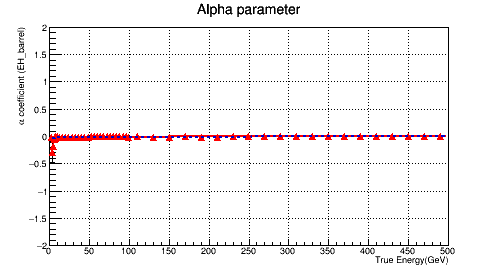 Alpha parameter
α coefficient (EH_barrel)
2
1.5
1
0.5
0
−0.5
−1
−1.5
−2
0 50 100 150 200 250 300 350 400 450 500
True Energy(GeV)